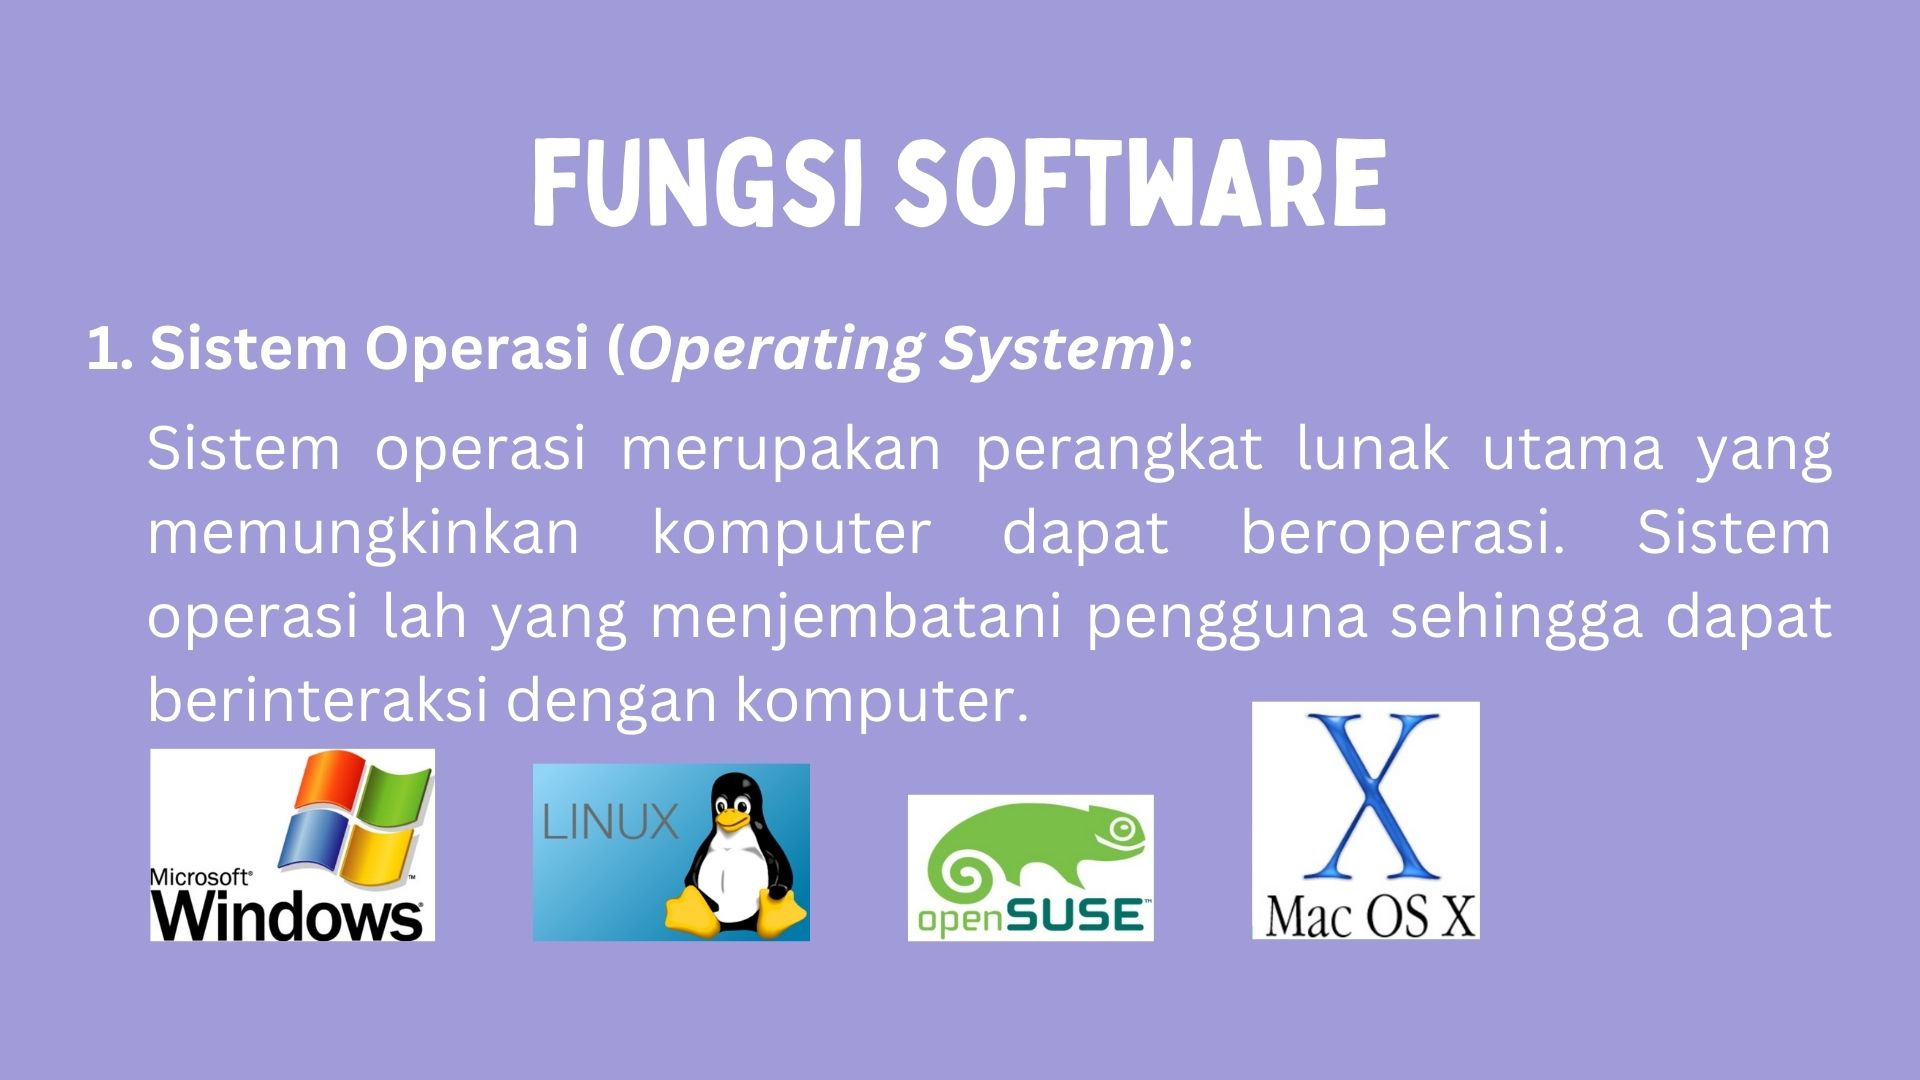 FUNGSI SOFTWARE
1. Sistem Operasi (Operating System):
Sistem operasi merupakan perangkat lunak utama yang
memungkinkan komputer dapat beroperasi. Sistem
operasi lah yang menjembatani pengguna sehingga dapat
berinteraksi dengan komputer.
Microsoft®
Windows®
LINUX
openSUSE™
X
Mac OS X